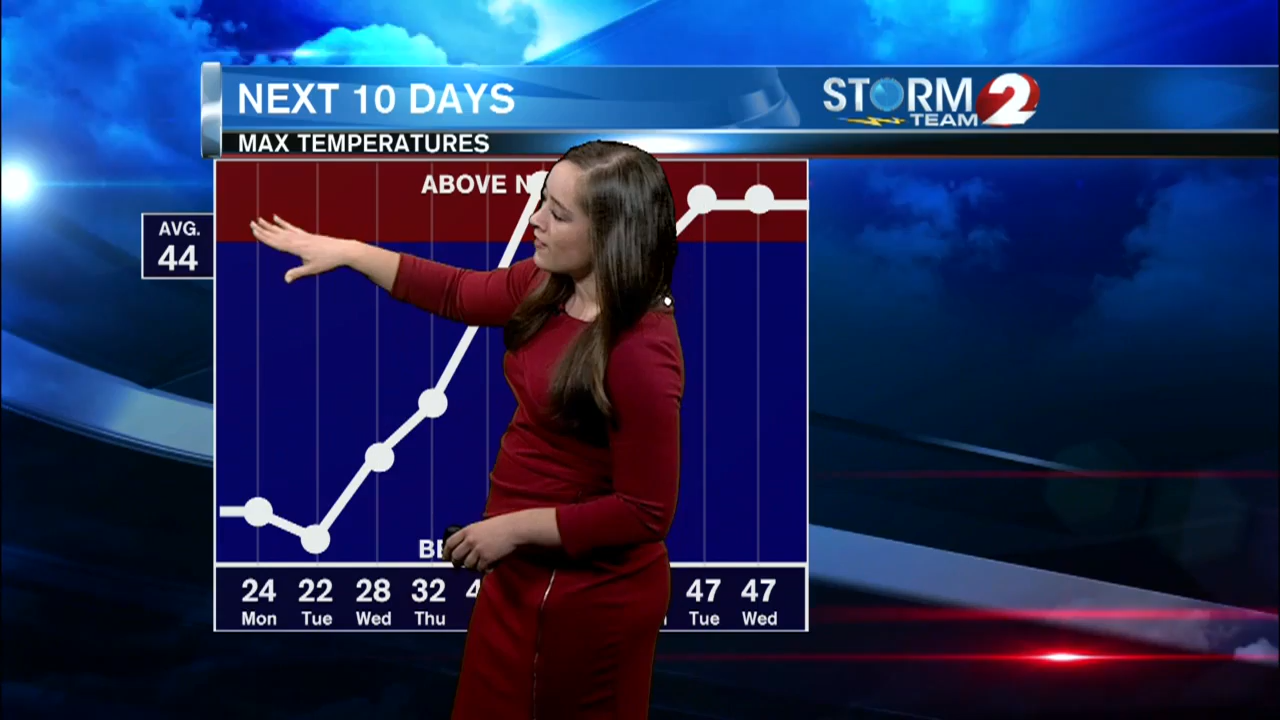 NEXT 10 DAYS
STORM
TEAM 2
MAX TEMPERATURES
ABOVE
AVG.
44
24 22 28 32 47 47
Mon Tue Wed Thu Tue Wed